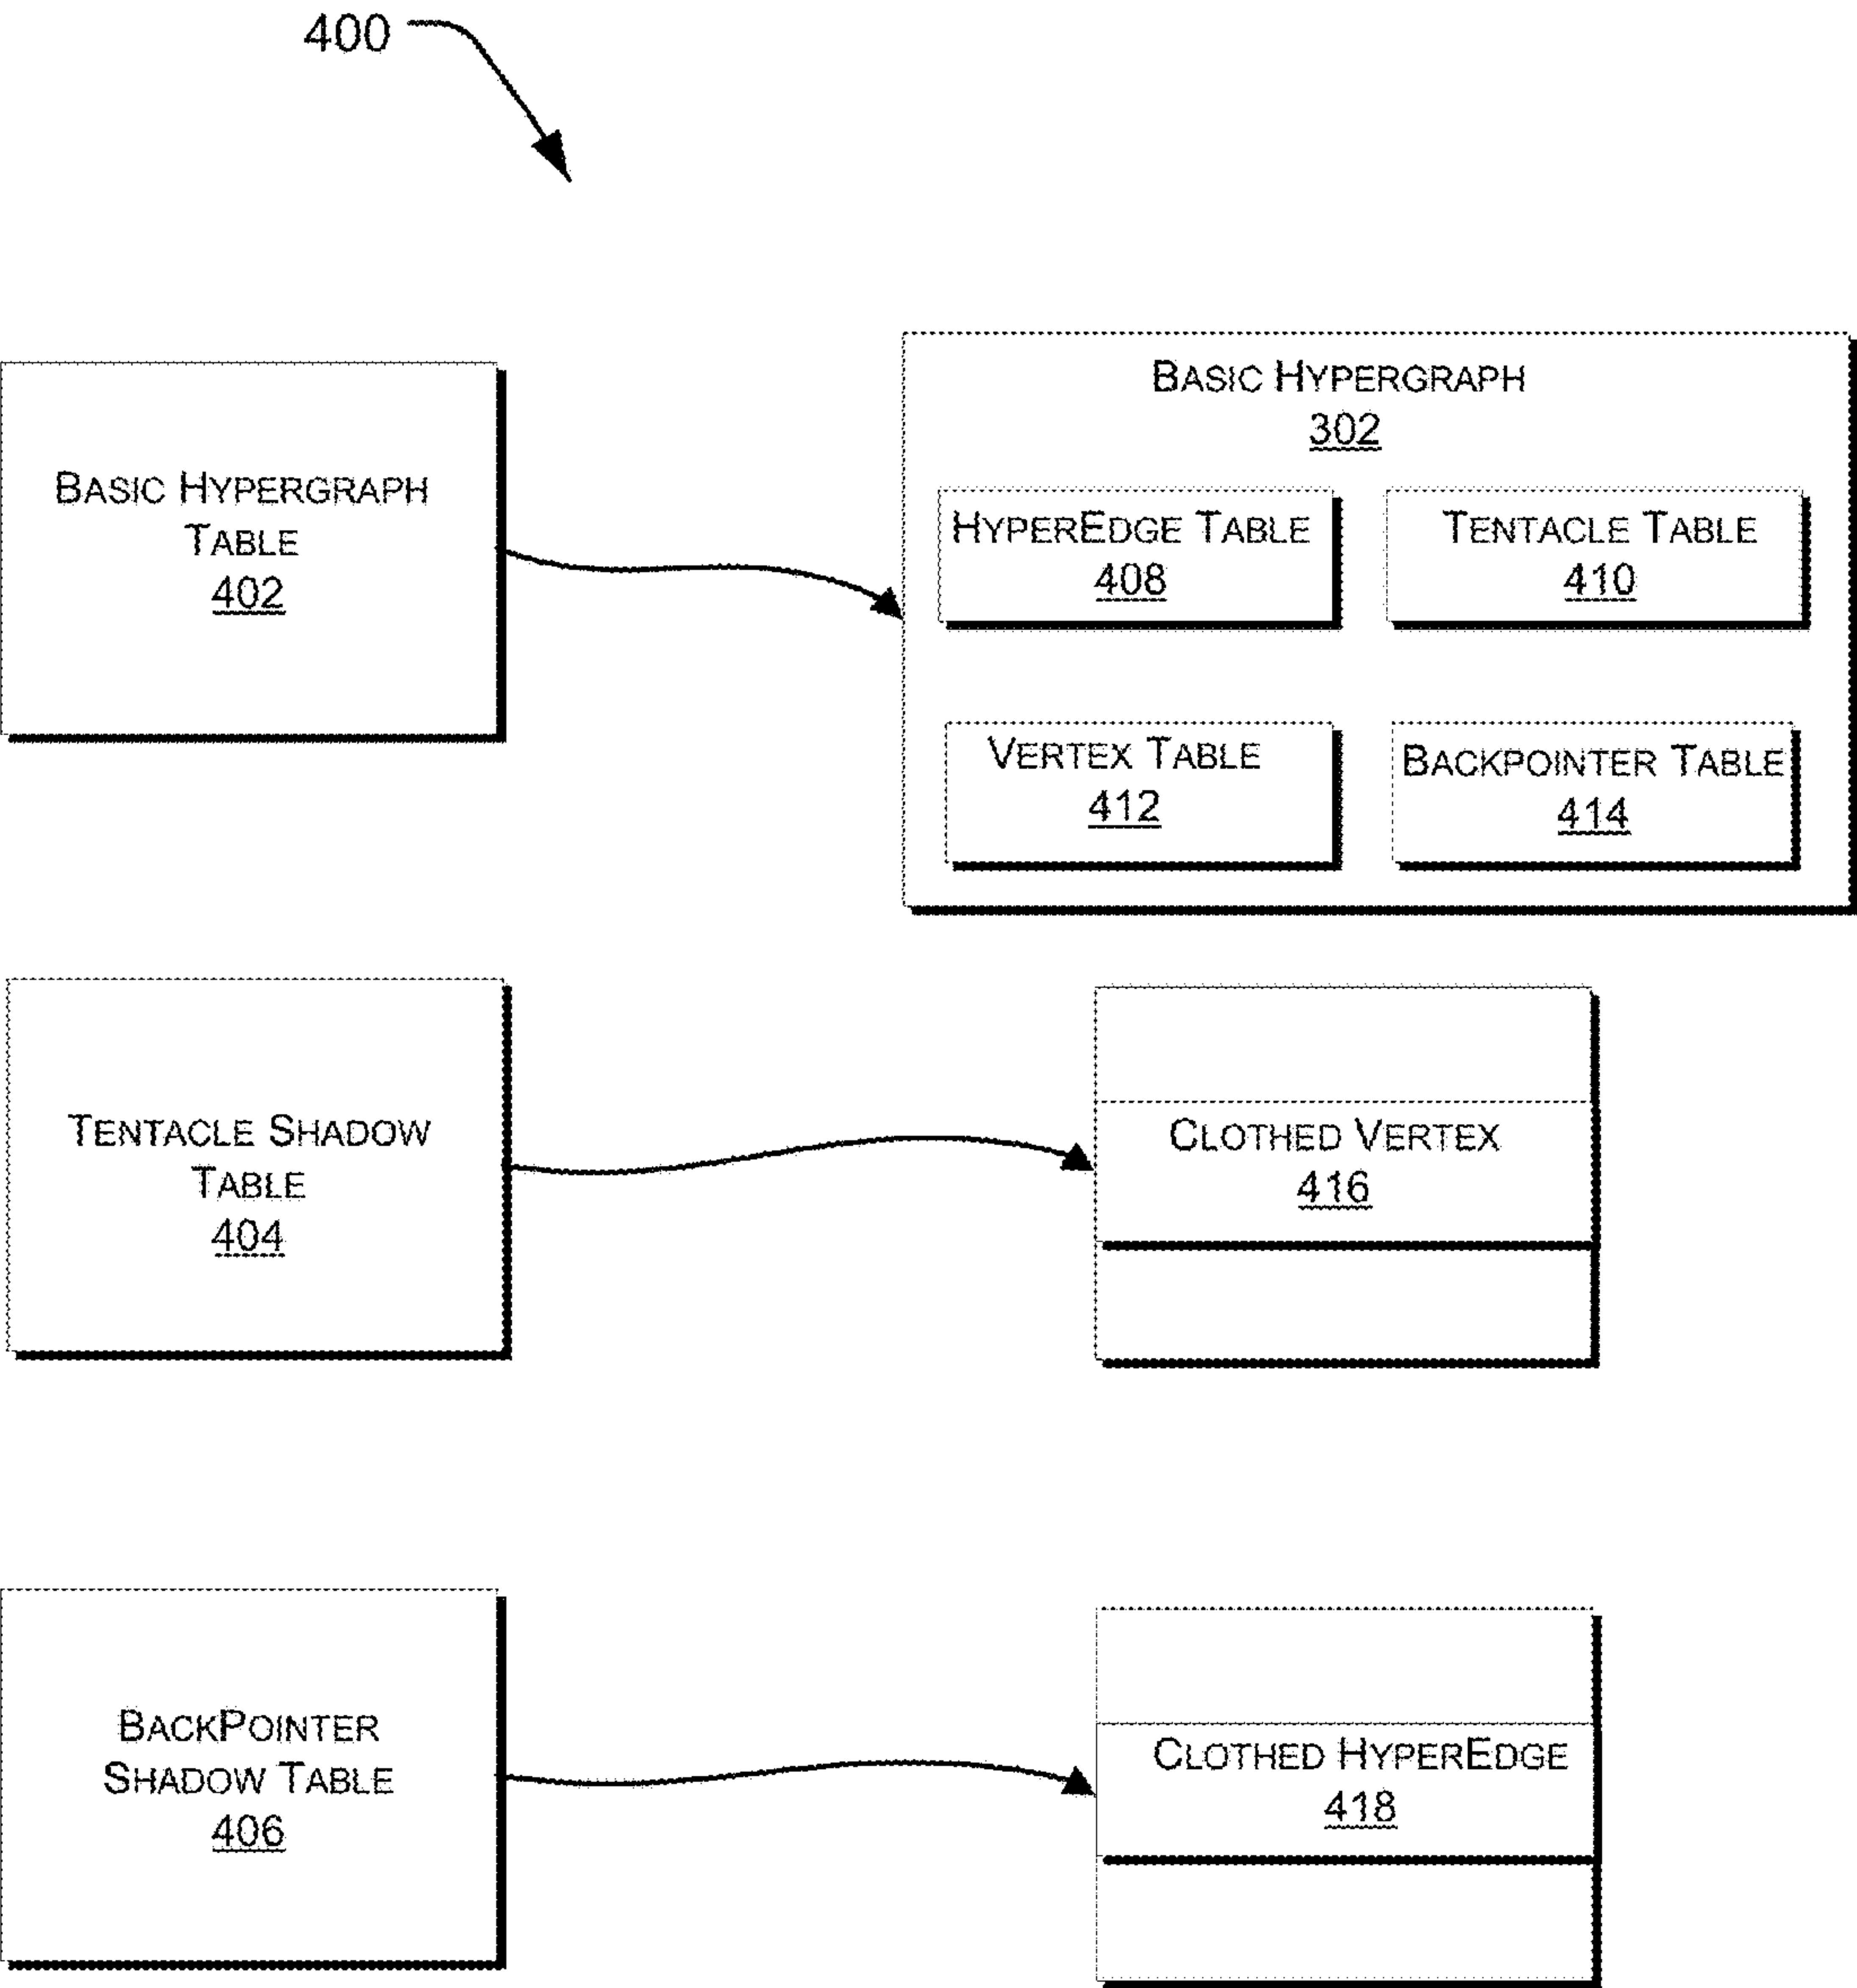 400
BASIC HYPERGRAPH
TABLE
402
BASIC HYPERGRAPH
302
HYPEREDGE TABLE
408
TENTACLE TABLE
410
VERTEX TABLE
412
BACKPOINTER TABLE
414
TENTACLE SHADOW
TABLE
404
CLOTHED VERTEX
416
BACKPOINTER
SHADOW TABLE
406
CLOTHED HYPEREDGE
418